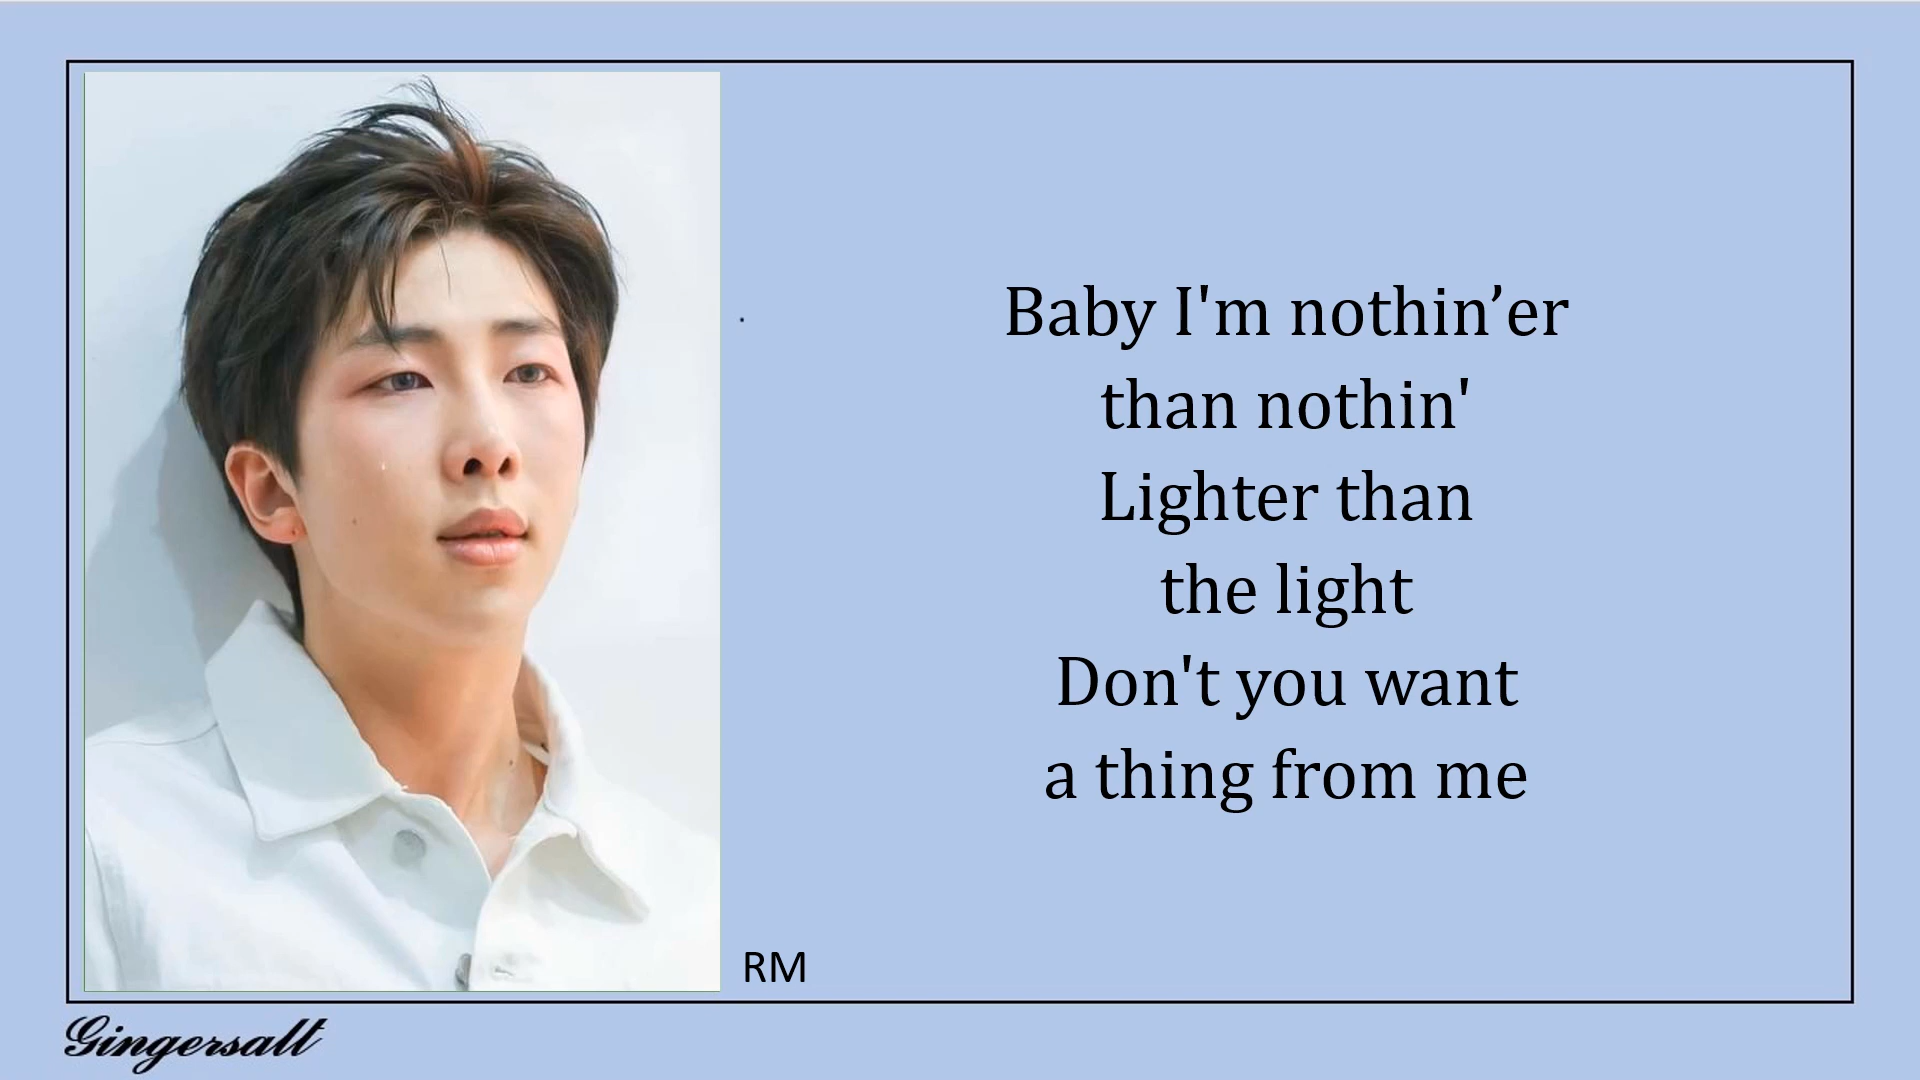 Baby I'm nothin’er
than nothin'
Lighter than
the light
Don't you want
a thing from me
RM
Gingersalt